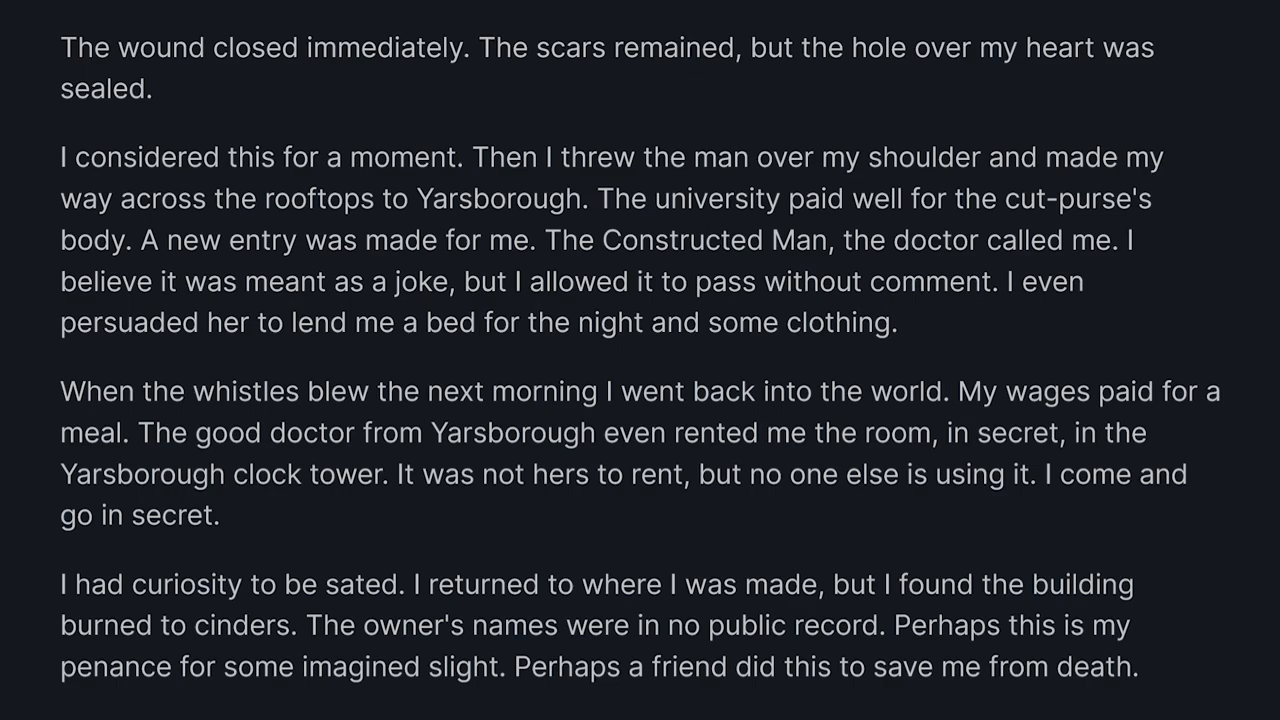 The wound closed immediately. The scars remained, but the hole over my heart was
sealed.
I considered this for a moment. Then I threw the man over my shoulder and made my
way across the rooftops to Yarsborough. The university paid well for the cut-purse's
body. A new entry was made for me. The Constructed Man, the doctor called me. I
believe it was meant as a joke, but I allowed it to pass without comment. I even
persuaded her to lend me a bed for the night and some clothing.
When the whistles blew the next morning I went back into the world. My wages paid for a
meal. The good doctor from Yarsborough even rented me the room, in secret, in the
Yarsborough clock tower. It was not hers to rent, but no one else is using it. I come and
go in secret.
I had curiosity to be sated. I returned to where I was made, but I found the building
burned to cinders. The owner's names were in no public record. Perhaps this is my
penance for some imagined slight. Perhaps a friend did this to save me from death.